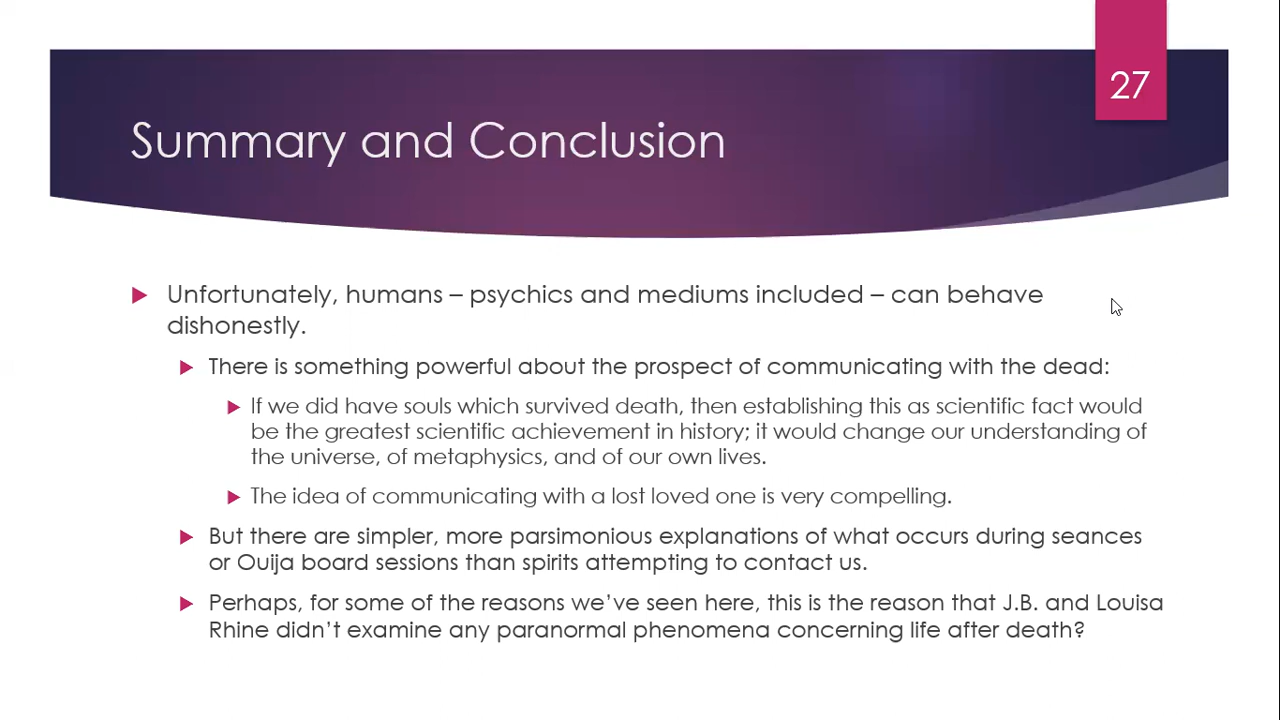 27
Summary and Conclusion
Unfortunately, humans – psychics and mediums included – can behave
dishonestly.
There is something powerful about the prospect of communicating with the dead:
If we did have souls which survived death, then establishing this as scientific fact would
be the greatest scientific achievement in history; it would change our understanding of
the universe, of metaphysics, and of our own lives.
The idea of communicating with a lost loved one is very compelling.
But there are simpler, more parsimonious explanations of what occurs during seances
or Ouija board sessions than spirits attempting to contact us.
Perhaps, for some of the reasons we’ve seen here, this is the reason that J.B. and Louisa
Rhine didn’t examine any paranormal phenomena concerning life after death?